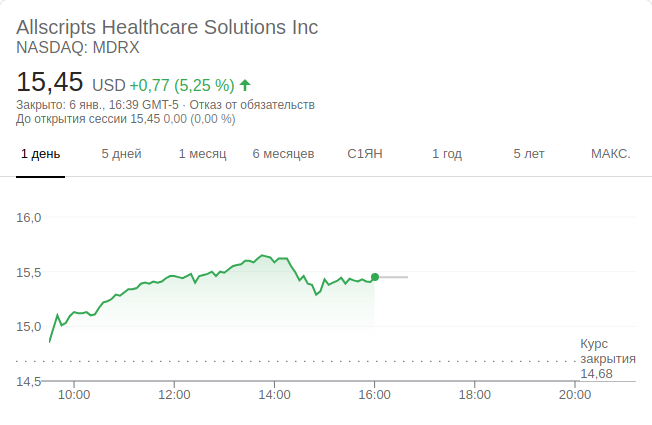 Allscripts Healthcare Solutions Inc
NASDAQ: MDRX
15,45 USD +0,77 (5,25 %)
Закрыто: 6 янв., 16:39 GMT-5 · Отказ от обязательств
До открытия сессии 15,45 0,00 (0,00 %)
1 день 5 дней 1 месяц 6 месяцев С1ЯН 1 год 5 лет МАКС.
16,0
15,5
15,0
Курс
закрытия
14,68
14,5
10:00 12:00 14:00 16:00 18:00 20:00